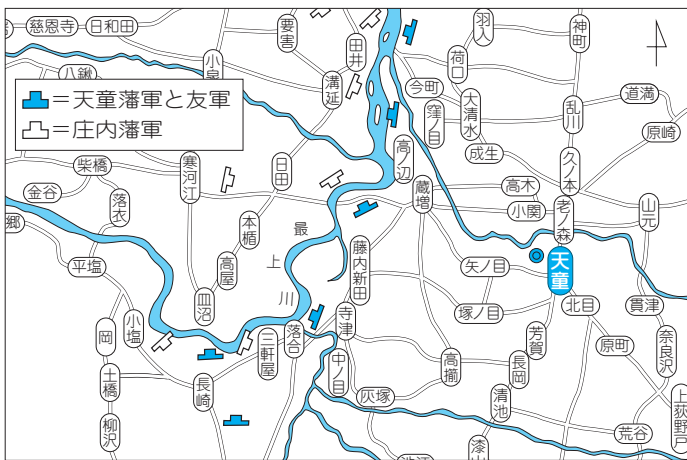 慈恩寺
日和田
要害
田井
羽入
神町
荷口
小泉
八鍬
溝延
今町
道満
=天童藩軍と友軍
=庄内藩軍
窪ノ目
大清水
乱川
原崎
成生
久ノ本
高ノ辺
柴橋
寒河江
日田
蔵増
高木
小関
老ノ森
山元
金谷
落衣
本楯
最上川
郷
平塩
高屋
藤内新田
矢ノ目
天童
皿沼
塚ノ目
北目
貫津
岡
小塩
三軒屋
落合
寺津
中ノ目
芳賀
原町
奈良沢
高擶
長岡
土橋
長崎
灰塚
清池
上荻野戸
柳沢
荒谷
漆山